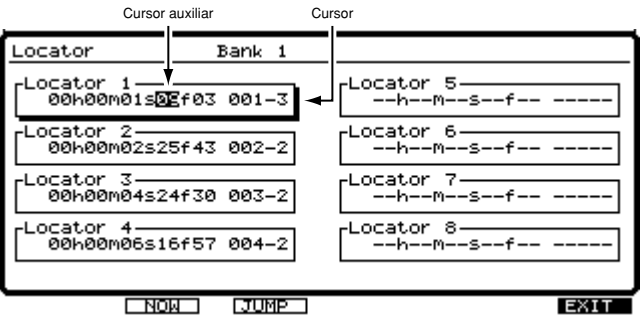 Cursor auxiliar Cursor
Locator Bank 1
Locator 1
00h00m01s f03 001-3
Locator 2
00h00m02s25f43 002-2
Locator 3
00h00m04s24f30 003-2
Locator 4
00h00m06s16f57 004-2
Locator 5
--h--m--s--f-- -----
Locator 6
--h--m--s--f-- -----
Locator 7
--h--m--s--f-- -----
Locator 8
--h--m--s--f-- -----
NOW JUMP EXIT